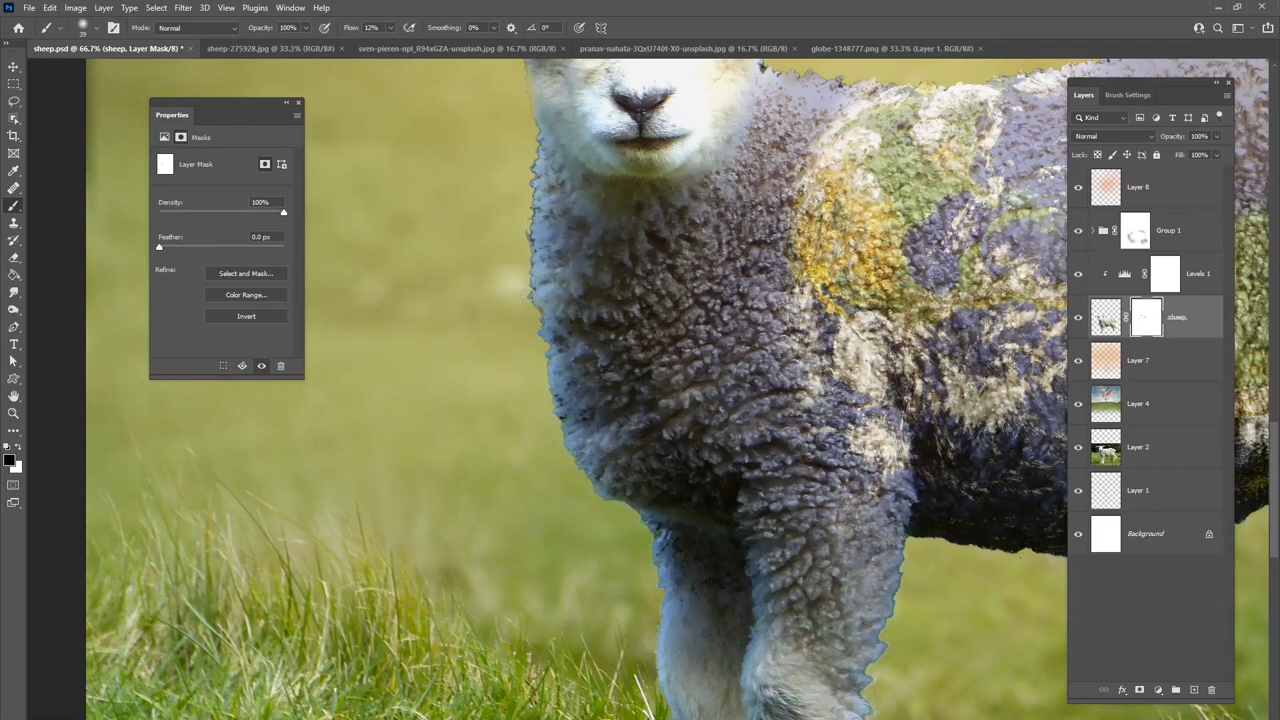 Ps File Edit Image Layer Type Select Filter 3D View Plugins Window Help
39 Mode: Normal Opacity: 100% Flow: 12% Smoothing: 0% 0°
sheep.psd @ 66.7% (sheep, Layer Mask/8) * × sheep-275928.jpg @ 33.3% (RGB/8#) × sven-pieren-npl_R94xGZA-unsplash.jpg @ 16.7% (RGB/8) × pranav-nahata-3QxtJ740t-X0-unsplash.jpg @ 16.7% (RGB/8) × globe-1348777.png @ 33.3% (Layer 1, RGB/8#) ×
Properties
Masks
Layer Mask
Density: 100%
Feather: 0.0 px
Refine: Select and Mask...
Color Range...
Invert
Layers Brush Settings
Kind
Normal Opacity: 100%
Lock: Fill: 100%
Layer 8
Group 1
Levels 1
sheep
Layer 7
Layer 4
Layer 2
Layer 1
Background
fx